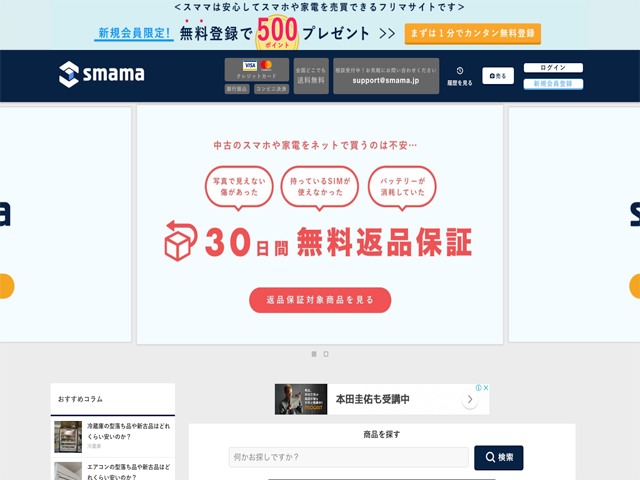 ＜スママは安心してスマホや家電を売買できるフリマサイトです＞
新規会員限定! 無料登録で500ポイントプレゼント >> まずは1分でカンタン無料登録
smama
VISA
クレジットカード
銀行振込 コンビニ決済
全国どこでも
送料無料
相談受付中！お気軽にお問い合わせください
support@smama.jp
履歴を見る
売る
ログイン
新規会員登録
中古のスマホや家電をネットで買うのは不安…
写真で見えない
傷があった
持っているSIMが
使えなかった
バッテリーが
消耗していた
30日間 無料返品保証
返品保証対象商品を見る
おすすめコラム
冷蔵庫の型落ち品や新古品はどれ
くらい安いのか？
冷蔵庫
エアコンの型落ち品や新古品はど
れくらい安いのか？
本田圭佑も受講中
商品を探す
何かお探しですか？
検索